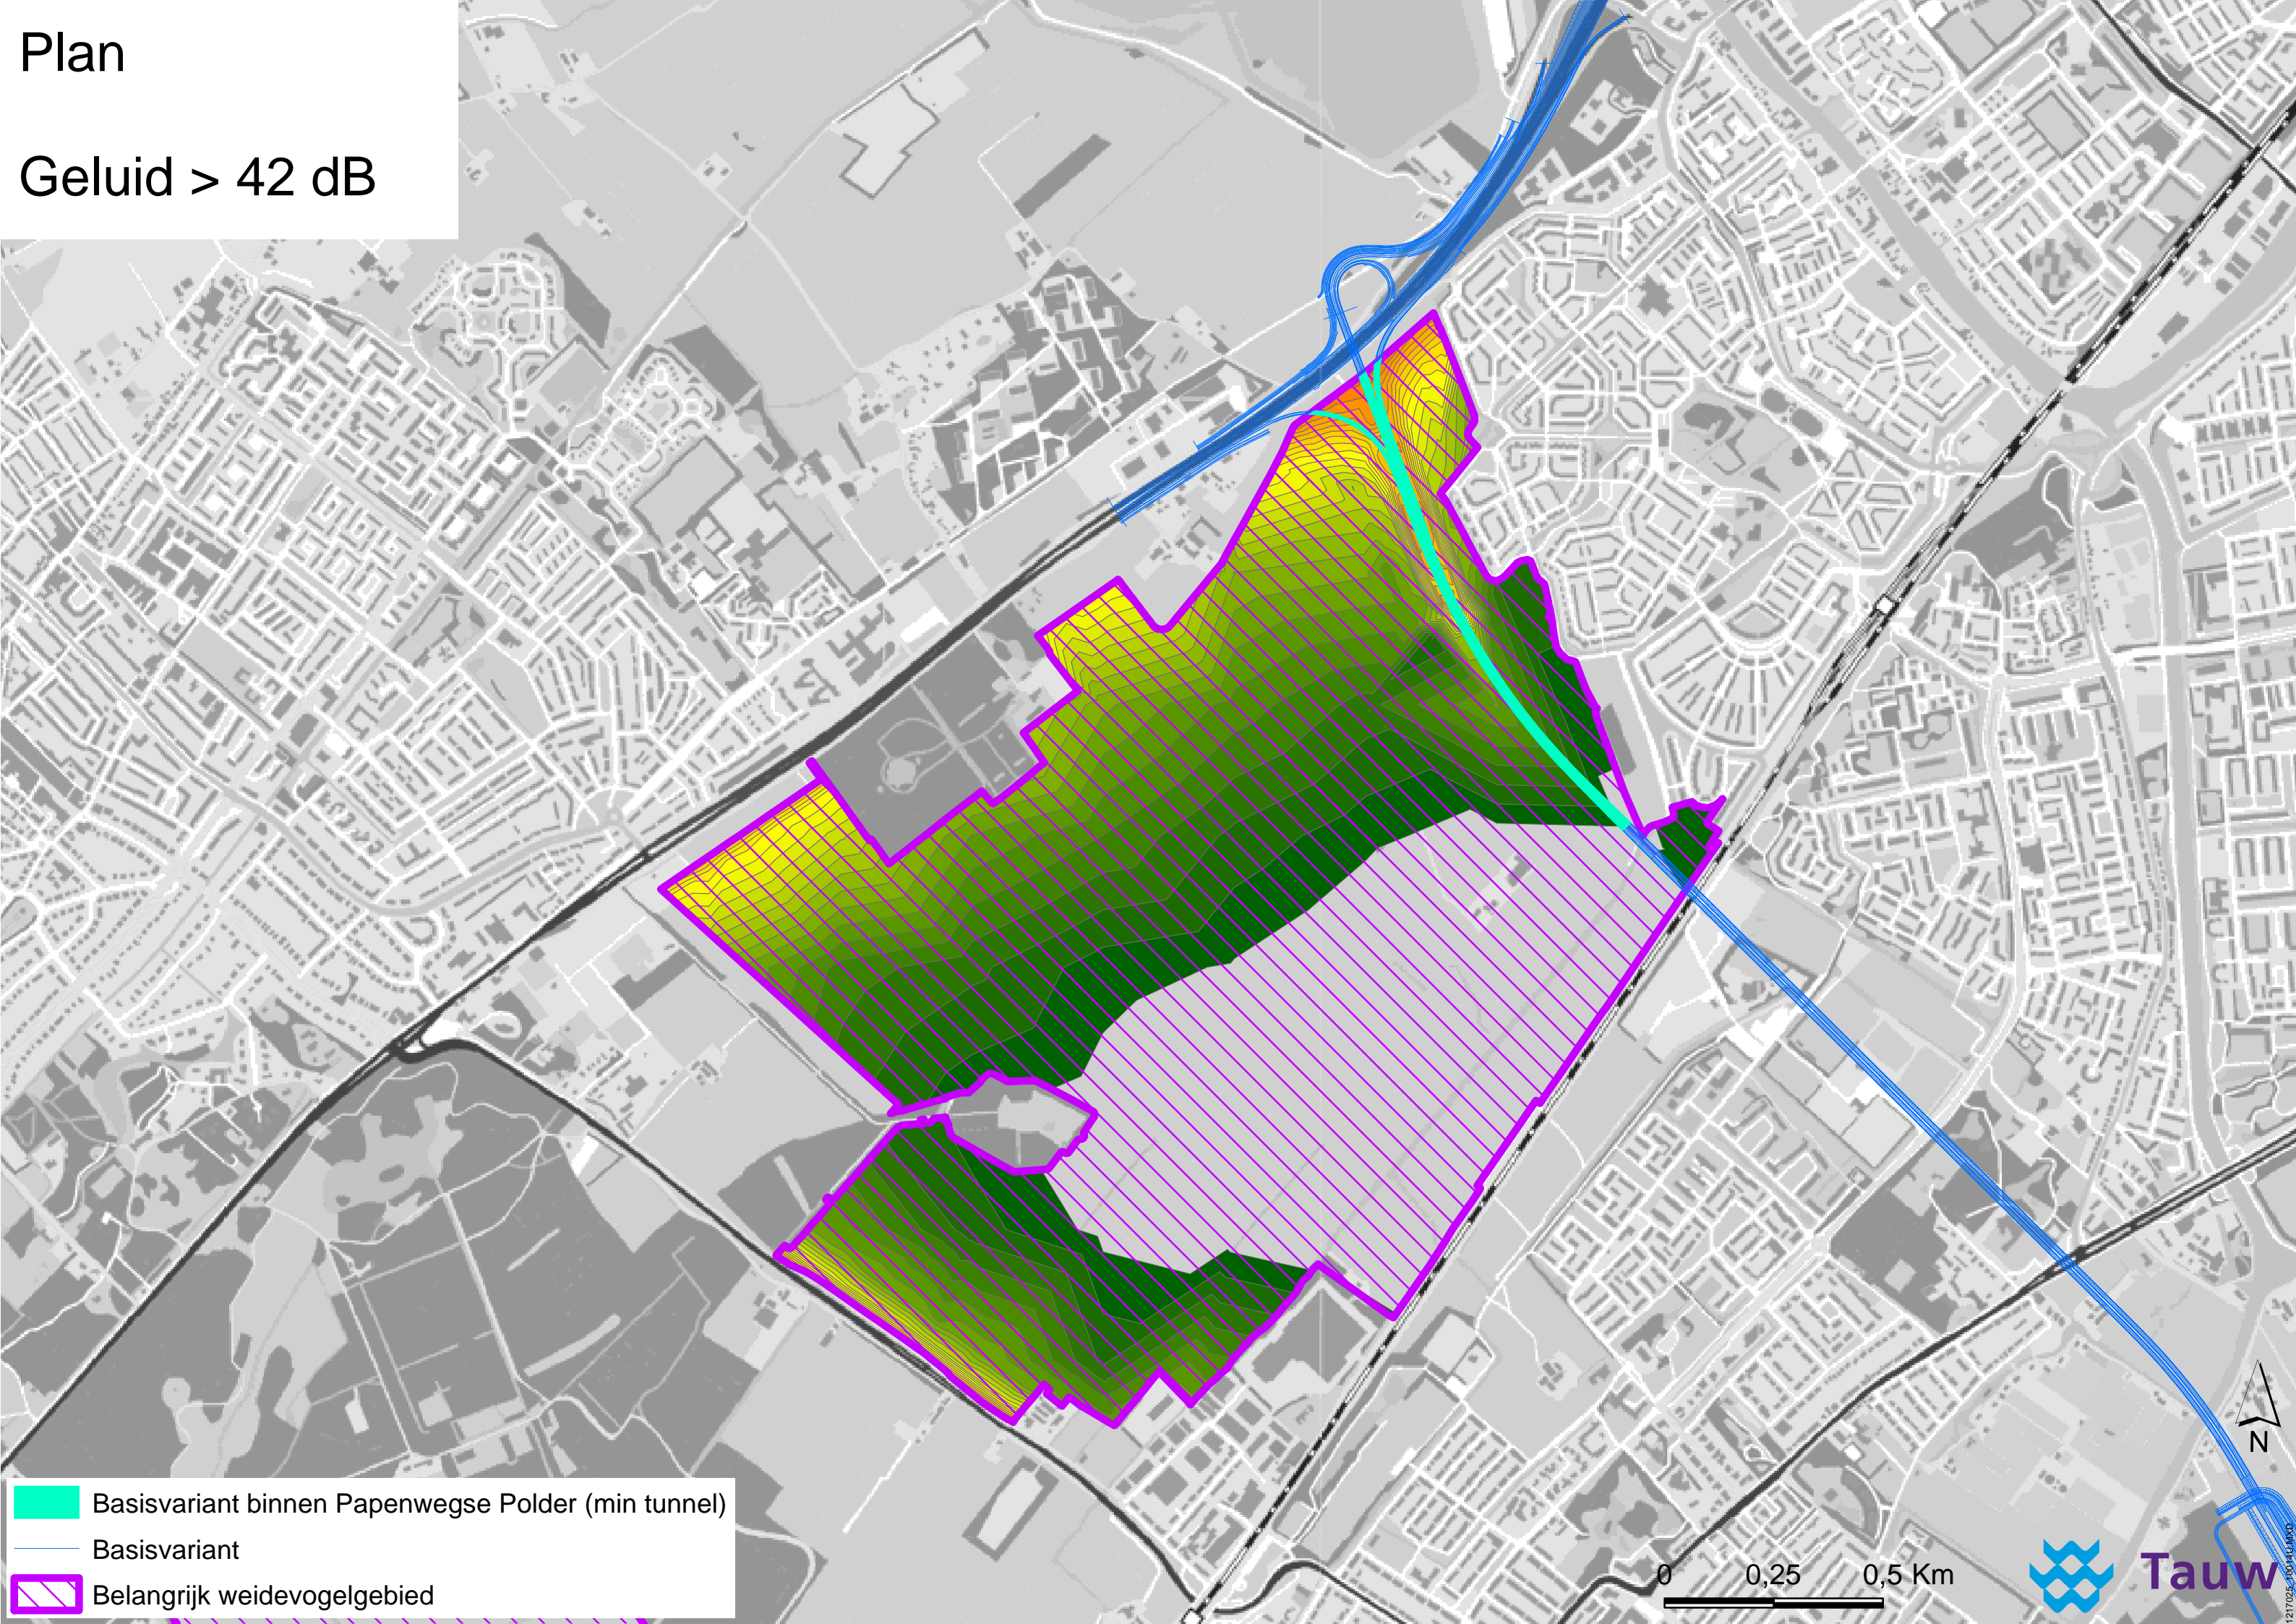 Plan
Geluid > 42 dB
Basisvariant binnen Papenwegse Polder (min tunnel)
Basisvariant
Belangrijk weidevogelgebied
0 0,25 0,5 Km
N
Tauw